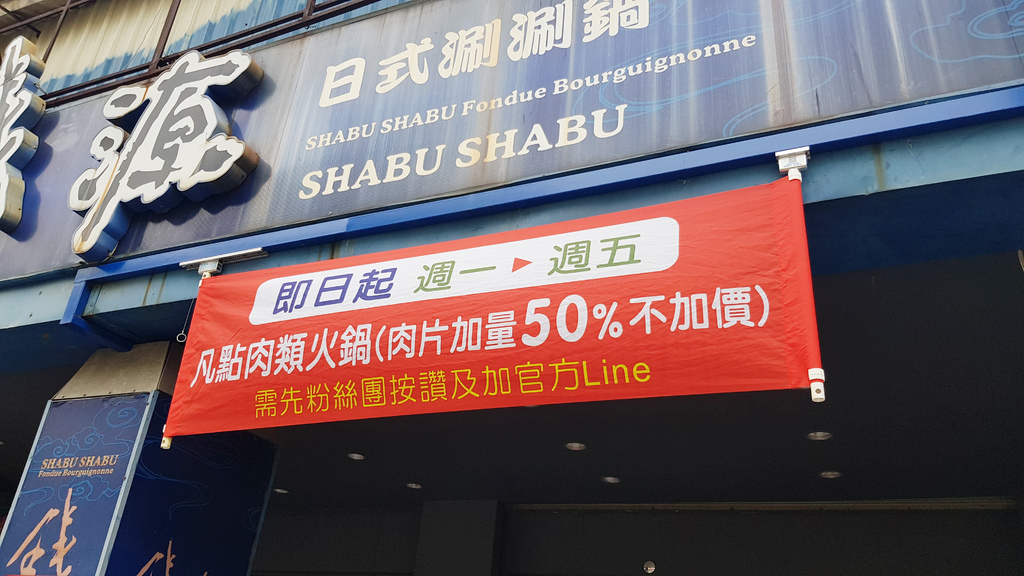 源
日式涮涮鍋
SHABU SHABU Fondue Bourguignonne
SHABU SHABU
即日起 週一▶週五
凡點肉類火鍋(肉片加量50%不加價)
需先粉絲團按讚及加官方Line
SHABU SHABU
Fondue Bourguignonne
錢